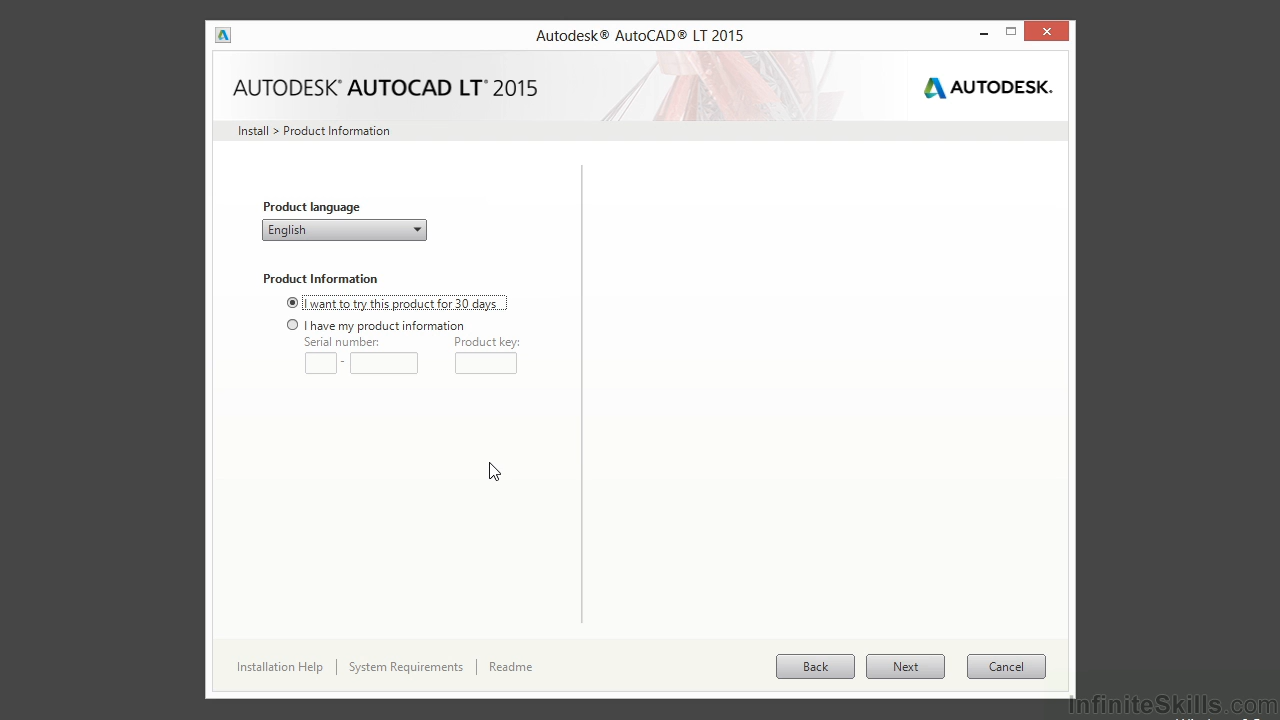 Autodesk® AutoCAD® LT 2015
AUTODESK® AUTOCAD LT® 2015
AUTODESK.
Install > Product Information
Product language
English
Product Information
I want to try this product for 30 days
I have my product information
Serial number: Product key:
-
Installation Help System Requirements Readme
Back Next Cancel
InfiniteSkills.com